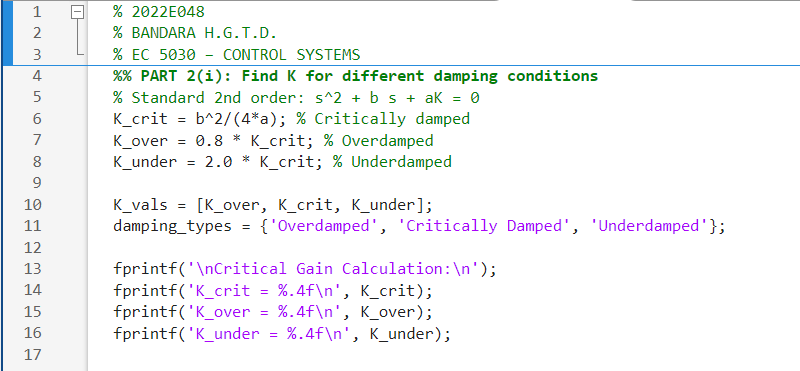 1 % 2022E048
2 % BANDARA H.G.T.D.
3 % EC 5030 – CONTROL SYSTEMS
4 %% PART 2(i): Find K for different damping conditions
5 % Standard 2nd order: s^2 + b s + aK = 0
6 K_crit = b^2/(4*a); % Critically damped
7 K_over = 0.8 * K_crit; % Overdamped
8 K_under = 2.0 * K_crit; % Underdamped
9
10 K_vals = [K_over, K_crit, K_under];
11 damping_types = {'Overdamped', 'Critically Damped', 'Underdamped'};
12
13 fprintf('\nCritical Gain Calculation:\n');
14 fprintf('K_crit = %.4f\n', K_crit);
15 fprintf('K_over = %.4f\n', K_over);
16 fprintf('K_under = %.4f\n', K_under);
17